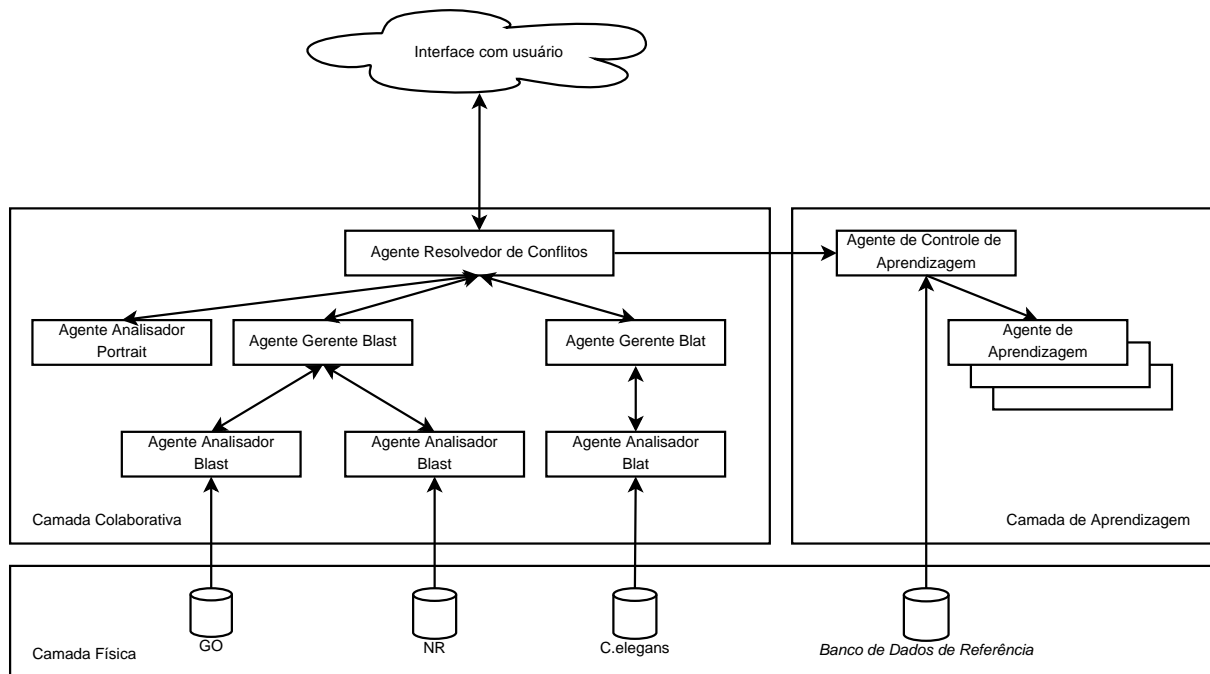 Interface com usuário
Agente Resolvedor de Conflitos
Agente de Controle de
Aprendizagem
Agente Analisador
Portrait
Agente Gerente Blast
Agente Gerente Blat
Agente de
Aprendizagem
Agente Analisador
Blast
Agente Analisador
Blast
Agente Analisador
Blat
Camada Colaborativa
Camada de Aprendizagem
GO
NR
C.elegans
Banco de Dados de Referência
Camada Física